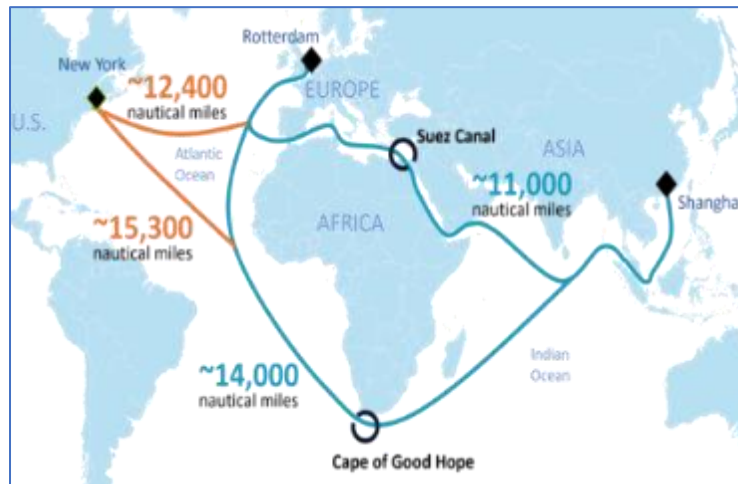 Rotterdam
New York
~12,400
nautical miles
EUROPE
U.S.
Suez Canal
Atlantic
Ocean
ASIA
~11,000
nautical miles
Shangha
AFRICA
~15,300
nautical miles
Indian
Ocean
~14,000
nautical miles
Cape of Good Hope